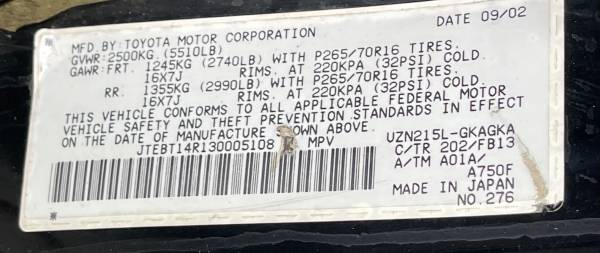 MFD.BY:TOYOTA MOTOR CORPORATION DATE 09/02
GVWR:2500KG (5510LB)
GAWR:FRT. 1245KG (2740LB) WITH P265/70R16 TIRES.
16X7J RIMS. AT 220KPA (32PSI) COLD.
RR. 1355KG (2990LB) WITH P265/70R16 TIRES.
16X7J RIMS. AT 220KPA (32PSI) COLD.
THIS VEHICLE CONFORMS TO ALL APPLICABLE FEDERAL MOTOR
VEHICLE SAFETY AND THEFT PREVENTION STANDARDS IN EFFECT
ON THE DATE OF MANUFACTURE S OWN ABOVE.
JTEBT14R130005108 MPV
UZN215L-GKAGKA
C/TR 202/FB13
A/TM A01A/
A750F
MADE IN JAPAN
NO.276